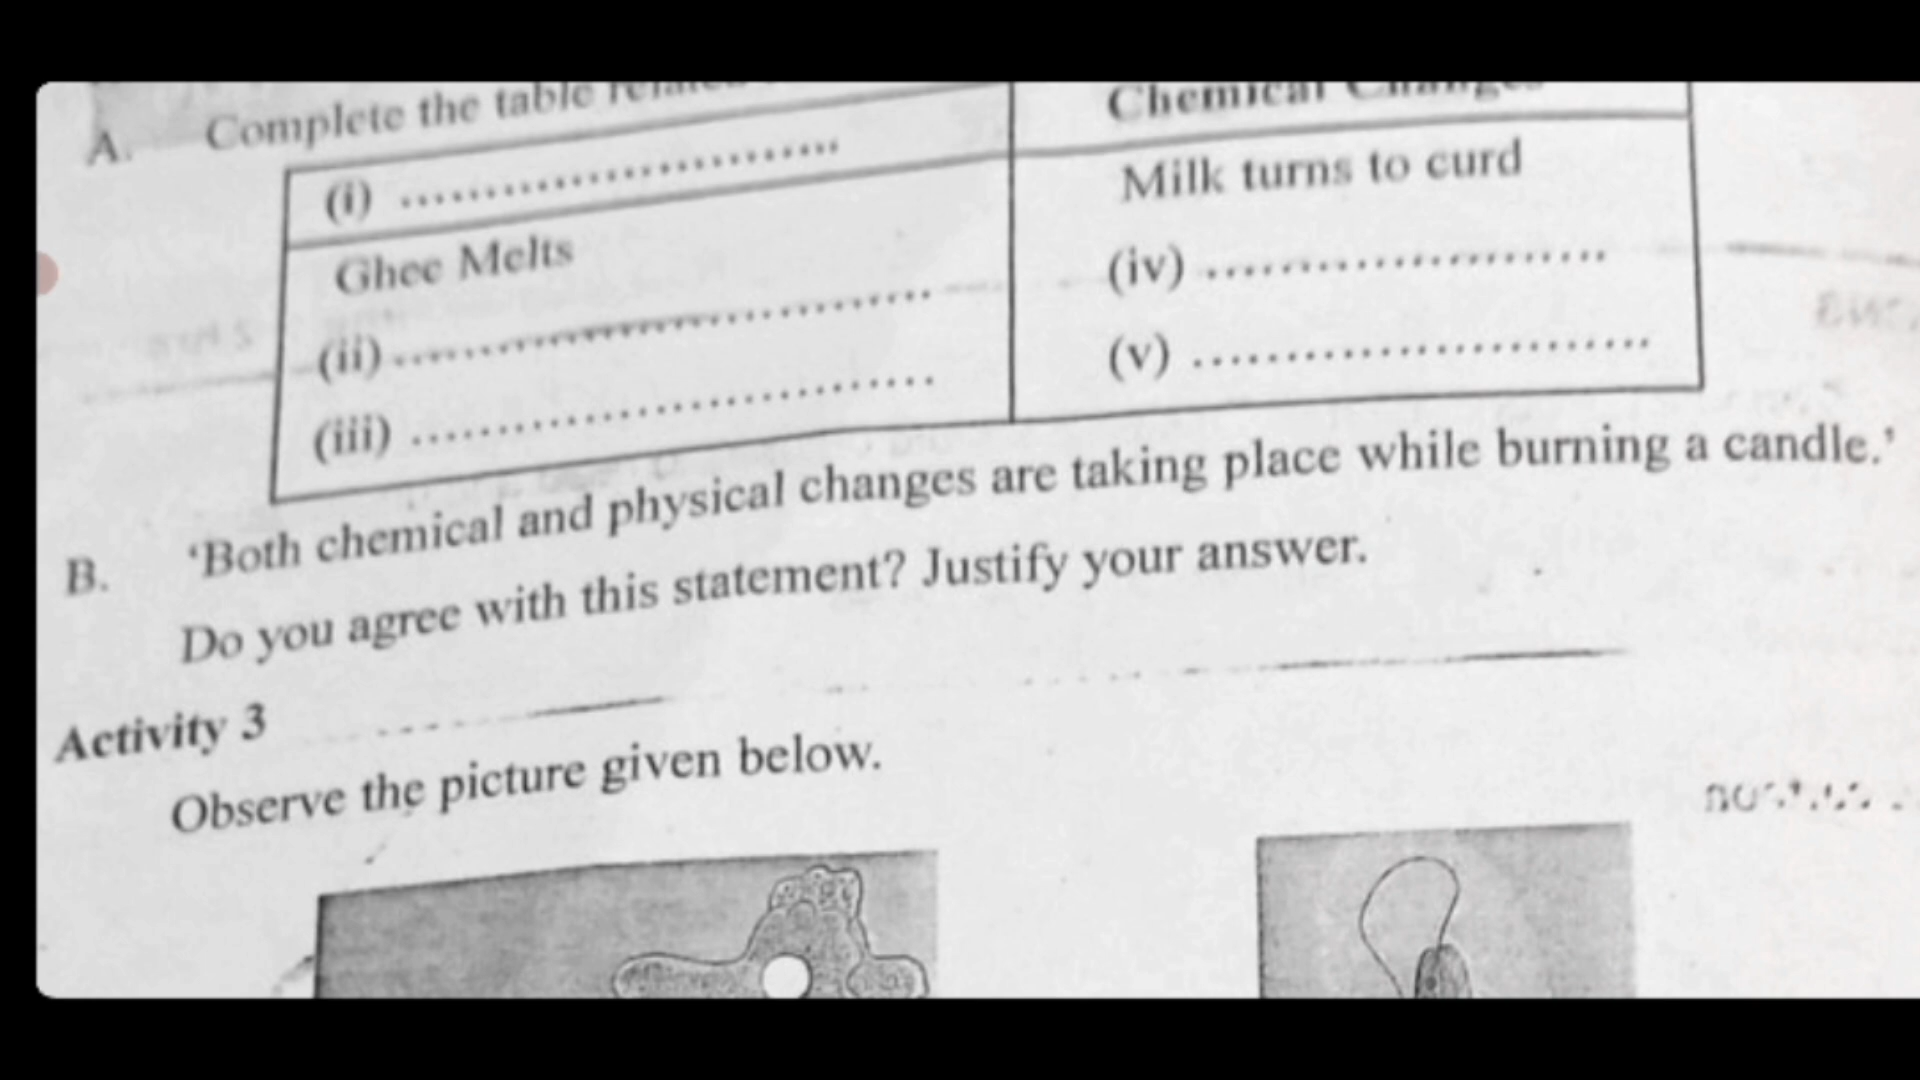 A. Complete the table
(i) ..............................
Chemical Changes
Ghee Melts
(ii) ..............................
(iii) ..............................
Milk turns to curd
(iv) ..............................
(v) ..............................
B. ‘Both chemical and physical changes are taking place while burning a candle.’
Do you agree with this statement? Justify your answer.
Activity 3
Observe the picture given below.